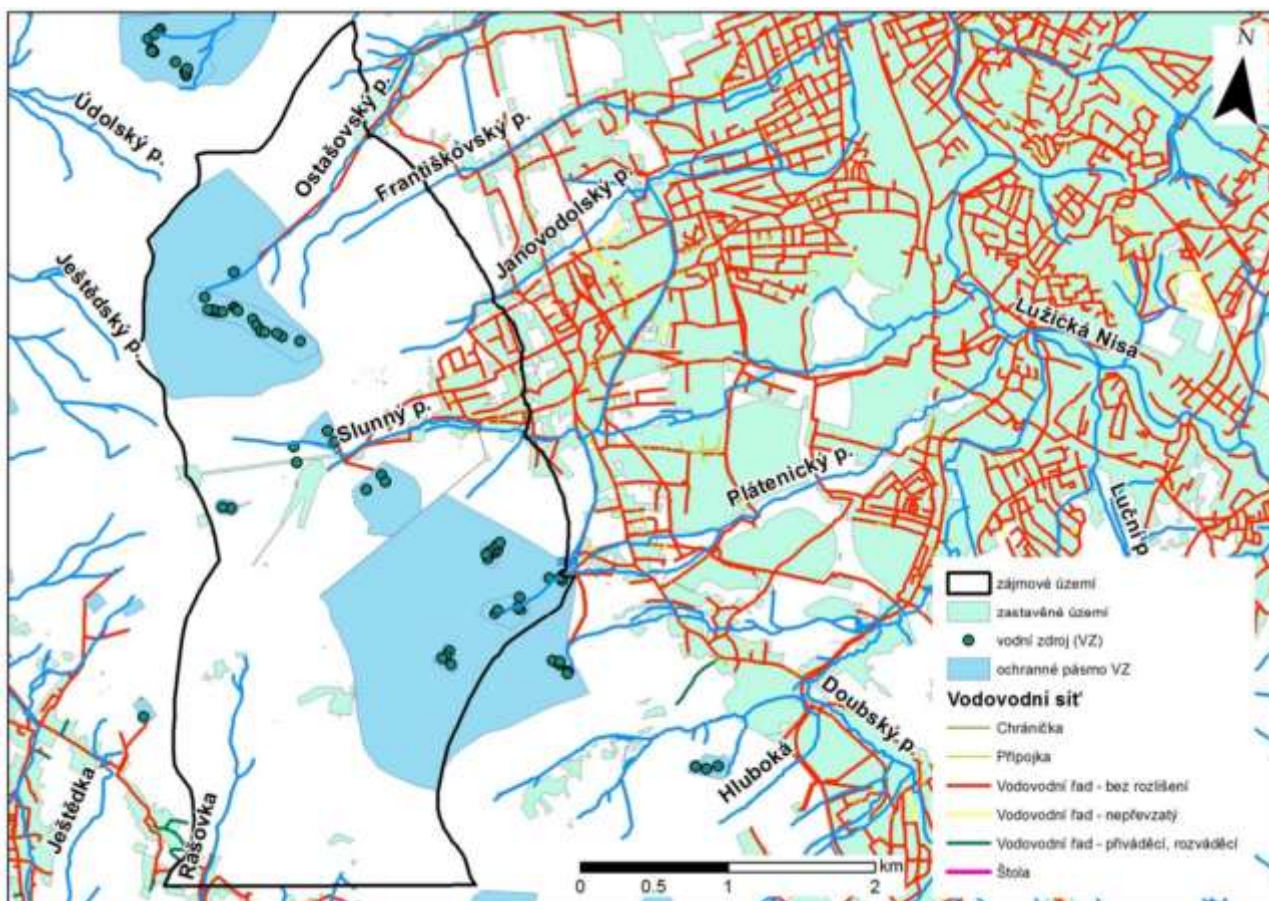 N
Údolský p.
Ostašovský p.
Františkovský p.
Janovodolský p.
Ještědský p.
Lužická Nisa
Slunný p.
Plátenický p.
Luční p.
Doubský p.
Hluboká
Ještědka
Rašovka
zájmové území
zastavěné území
vodní zdroj (VZ)
ochranné pásmo VZ
Vodovodní síť
Chránička
Přípojka
Vodovodní řad - bez rozlišení
Vodovodní řad - nepřevzatý
Vodovodní řad - přiváděcí, rozváděcí
Štola
km
0 0.5 1 2